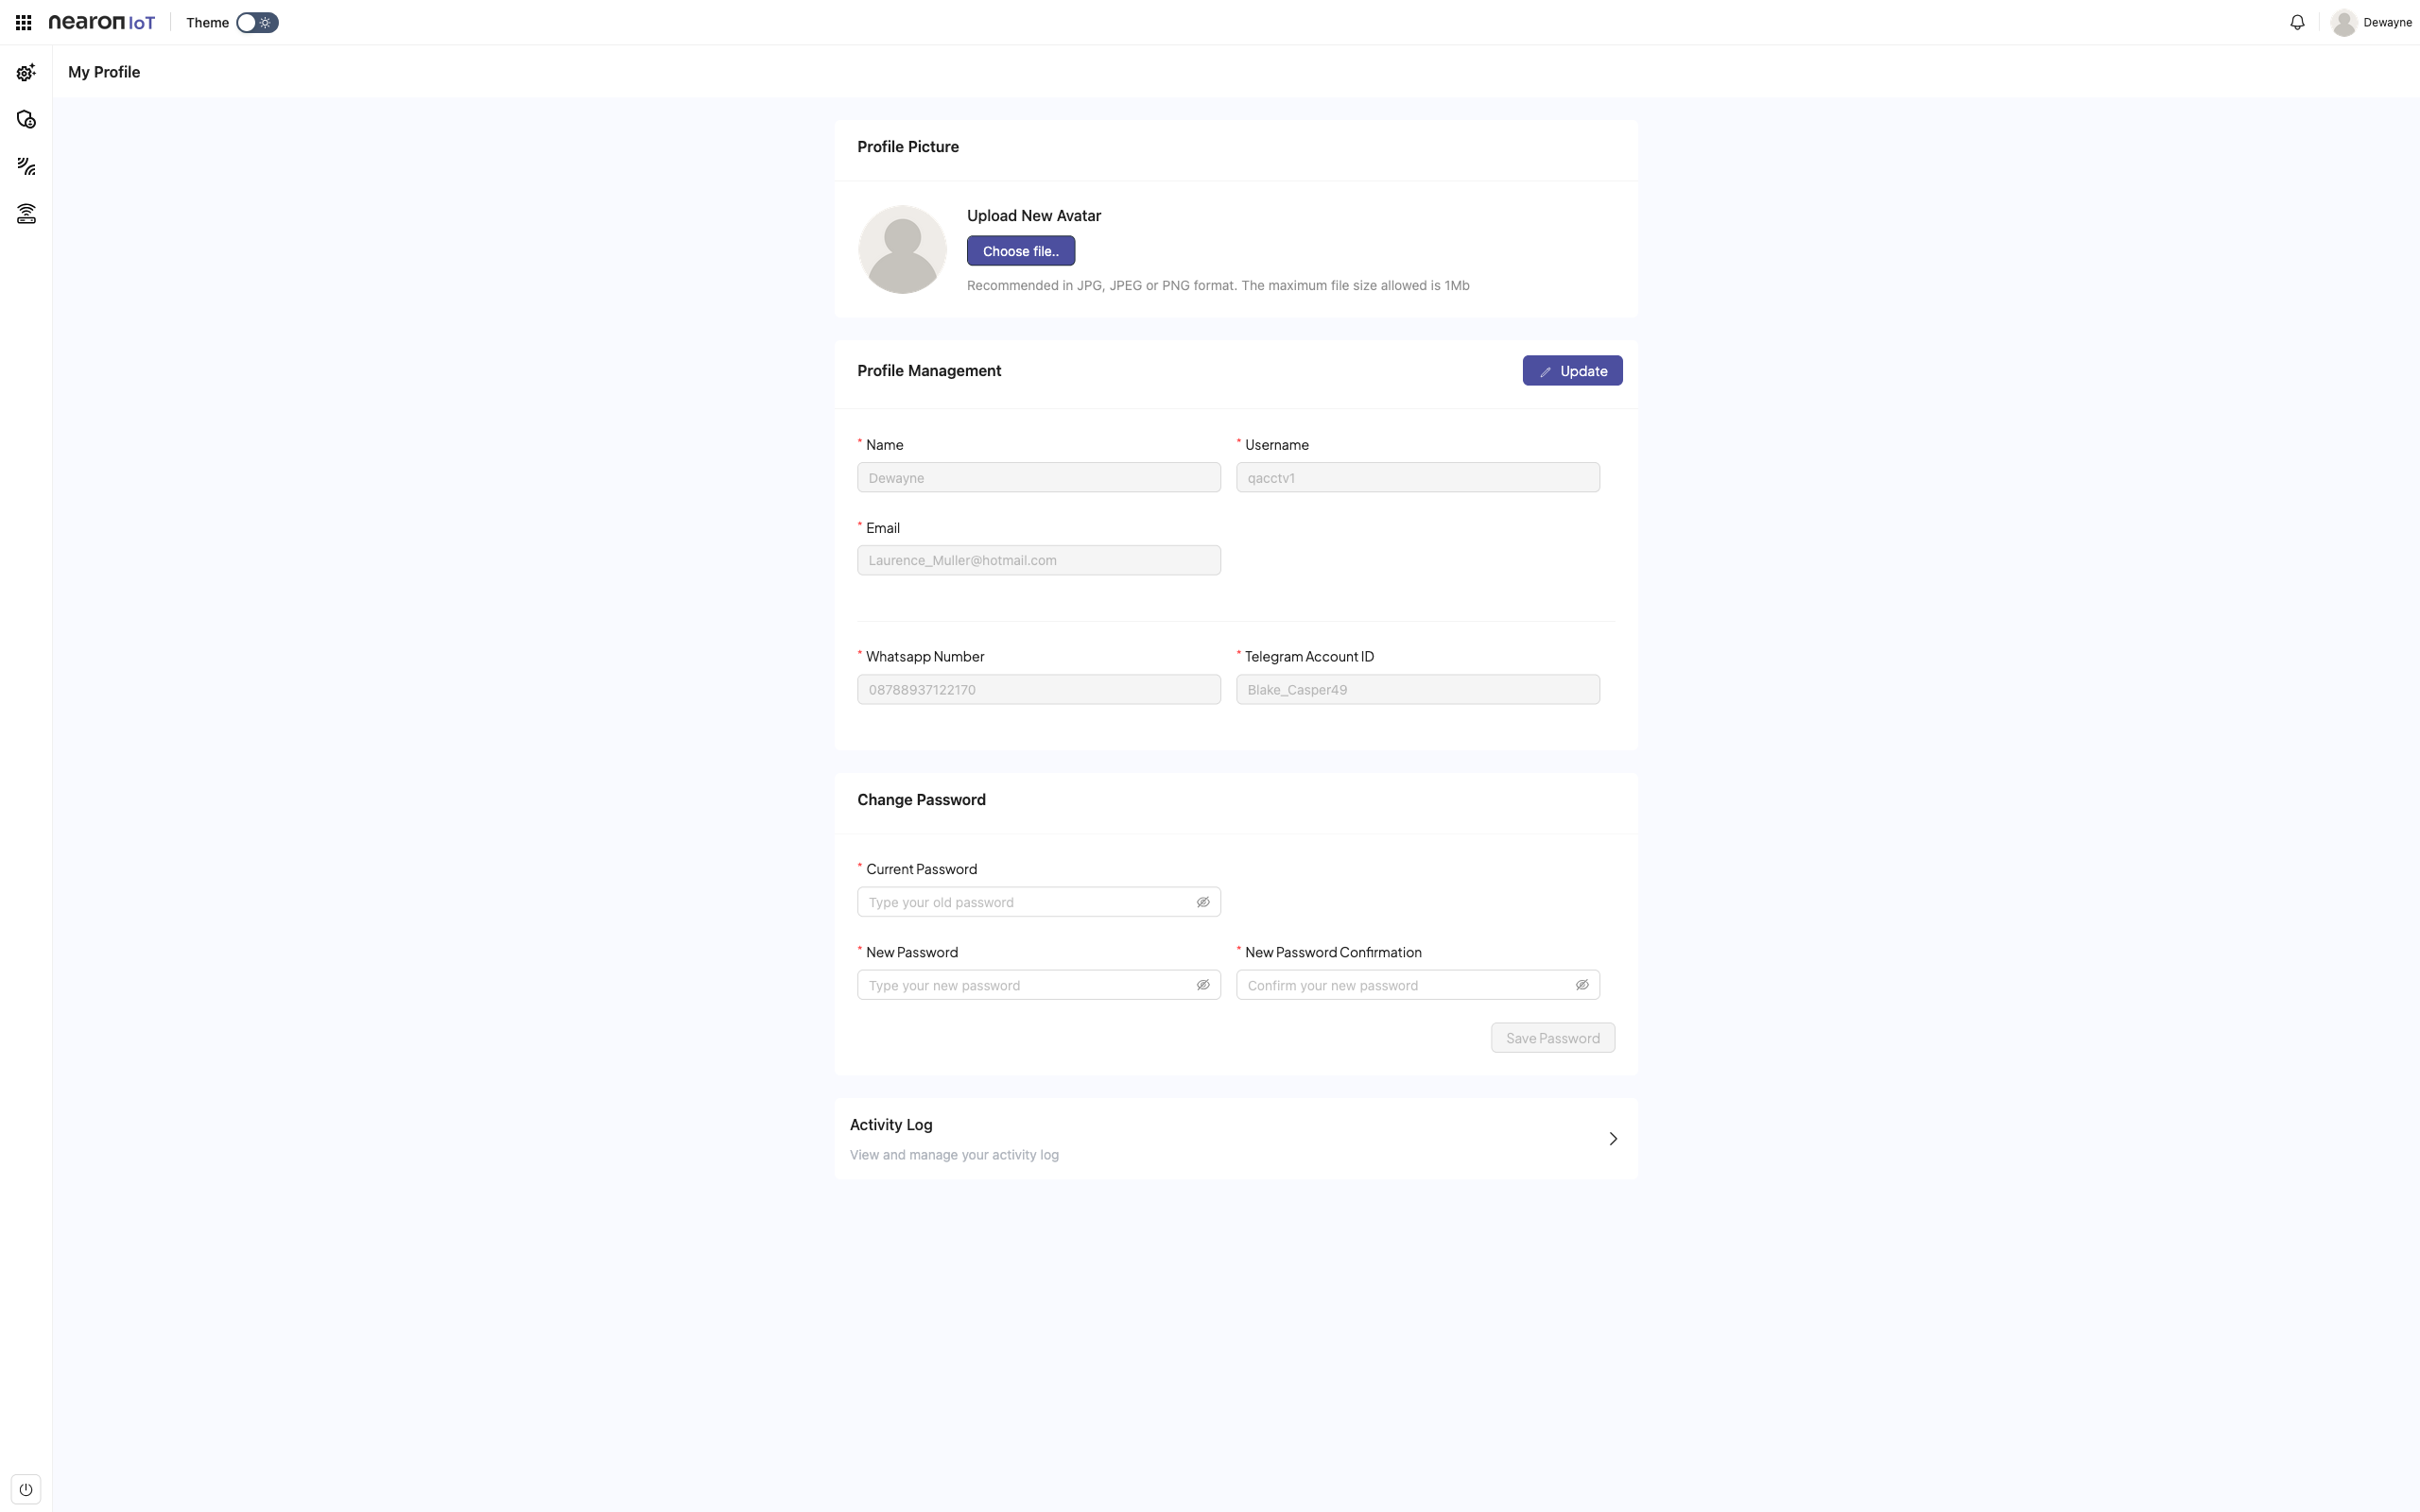 nearon IoT
Theme
Dewayne
My Profile
Profile Picture
Upload New Avatar
Choose file..
Recommended in JPG, JPEG or PNG format. The maximum file size allowed is 1Mb
Profile Management
Update
* Name
* Username
Dewayne
qacctv1
* Email
Laurence_Muller@hotmail.com
* Whatsapp Number
* Telegram Account ID
08788937122170
Blake_Casper49
Change Password
* Current Password
Type your old password
* New Password
* New Password Confirmation
Type your new password
Confirm your new password
Save Password
Activity Log
View and manage your activity log